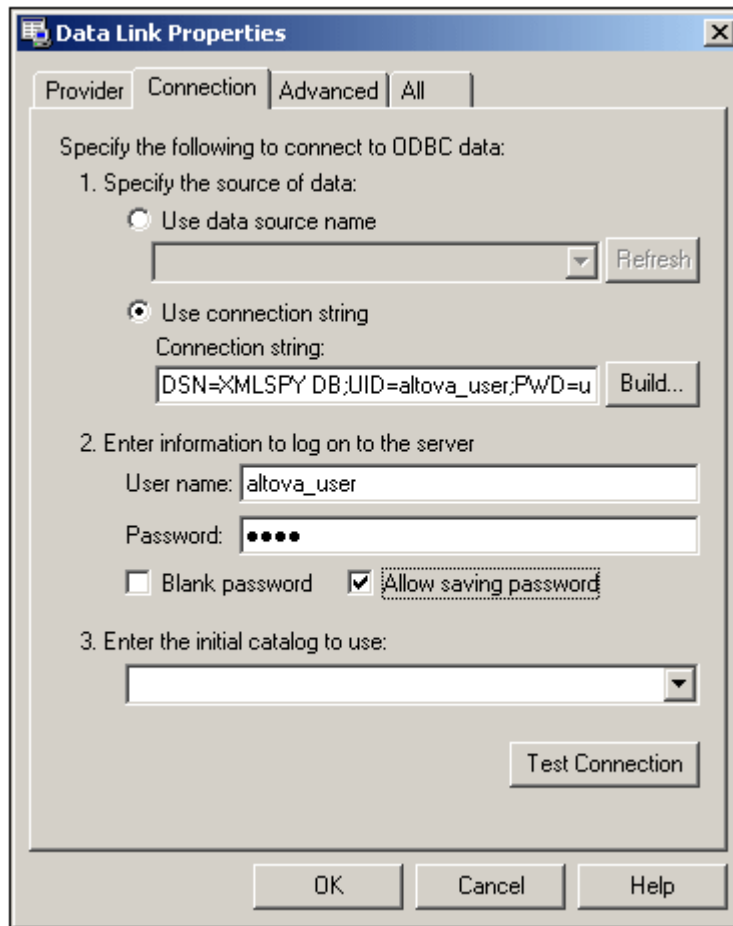 Data Link Properties
Provider Connection Advanced All
Specify the following to connect to ODBC data:
1. Specify the source of data:
Use data source name
Refresh
Use connection string
Connection string:
DSN=XMLSPY DB;UID=altova_user;PWD=u
Build...
2. Enter information to log on to the server
User name: altova_user
Password: ●●●●
Blank password Allow saving password
3. Enter the initial catalog to use:
Test Connection
OK Cancel Help